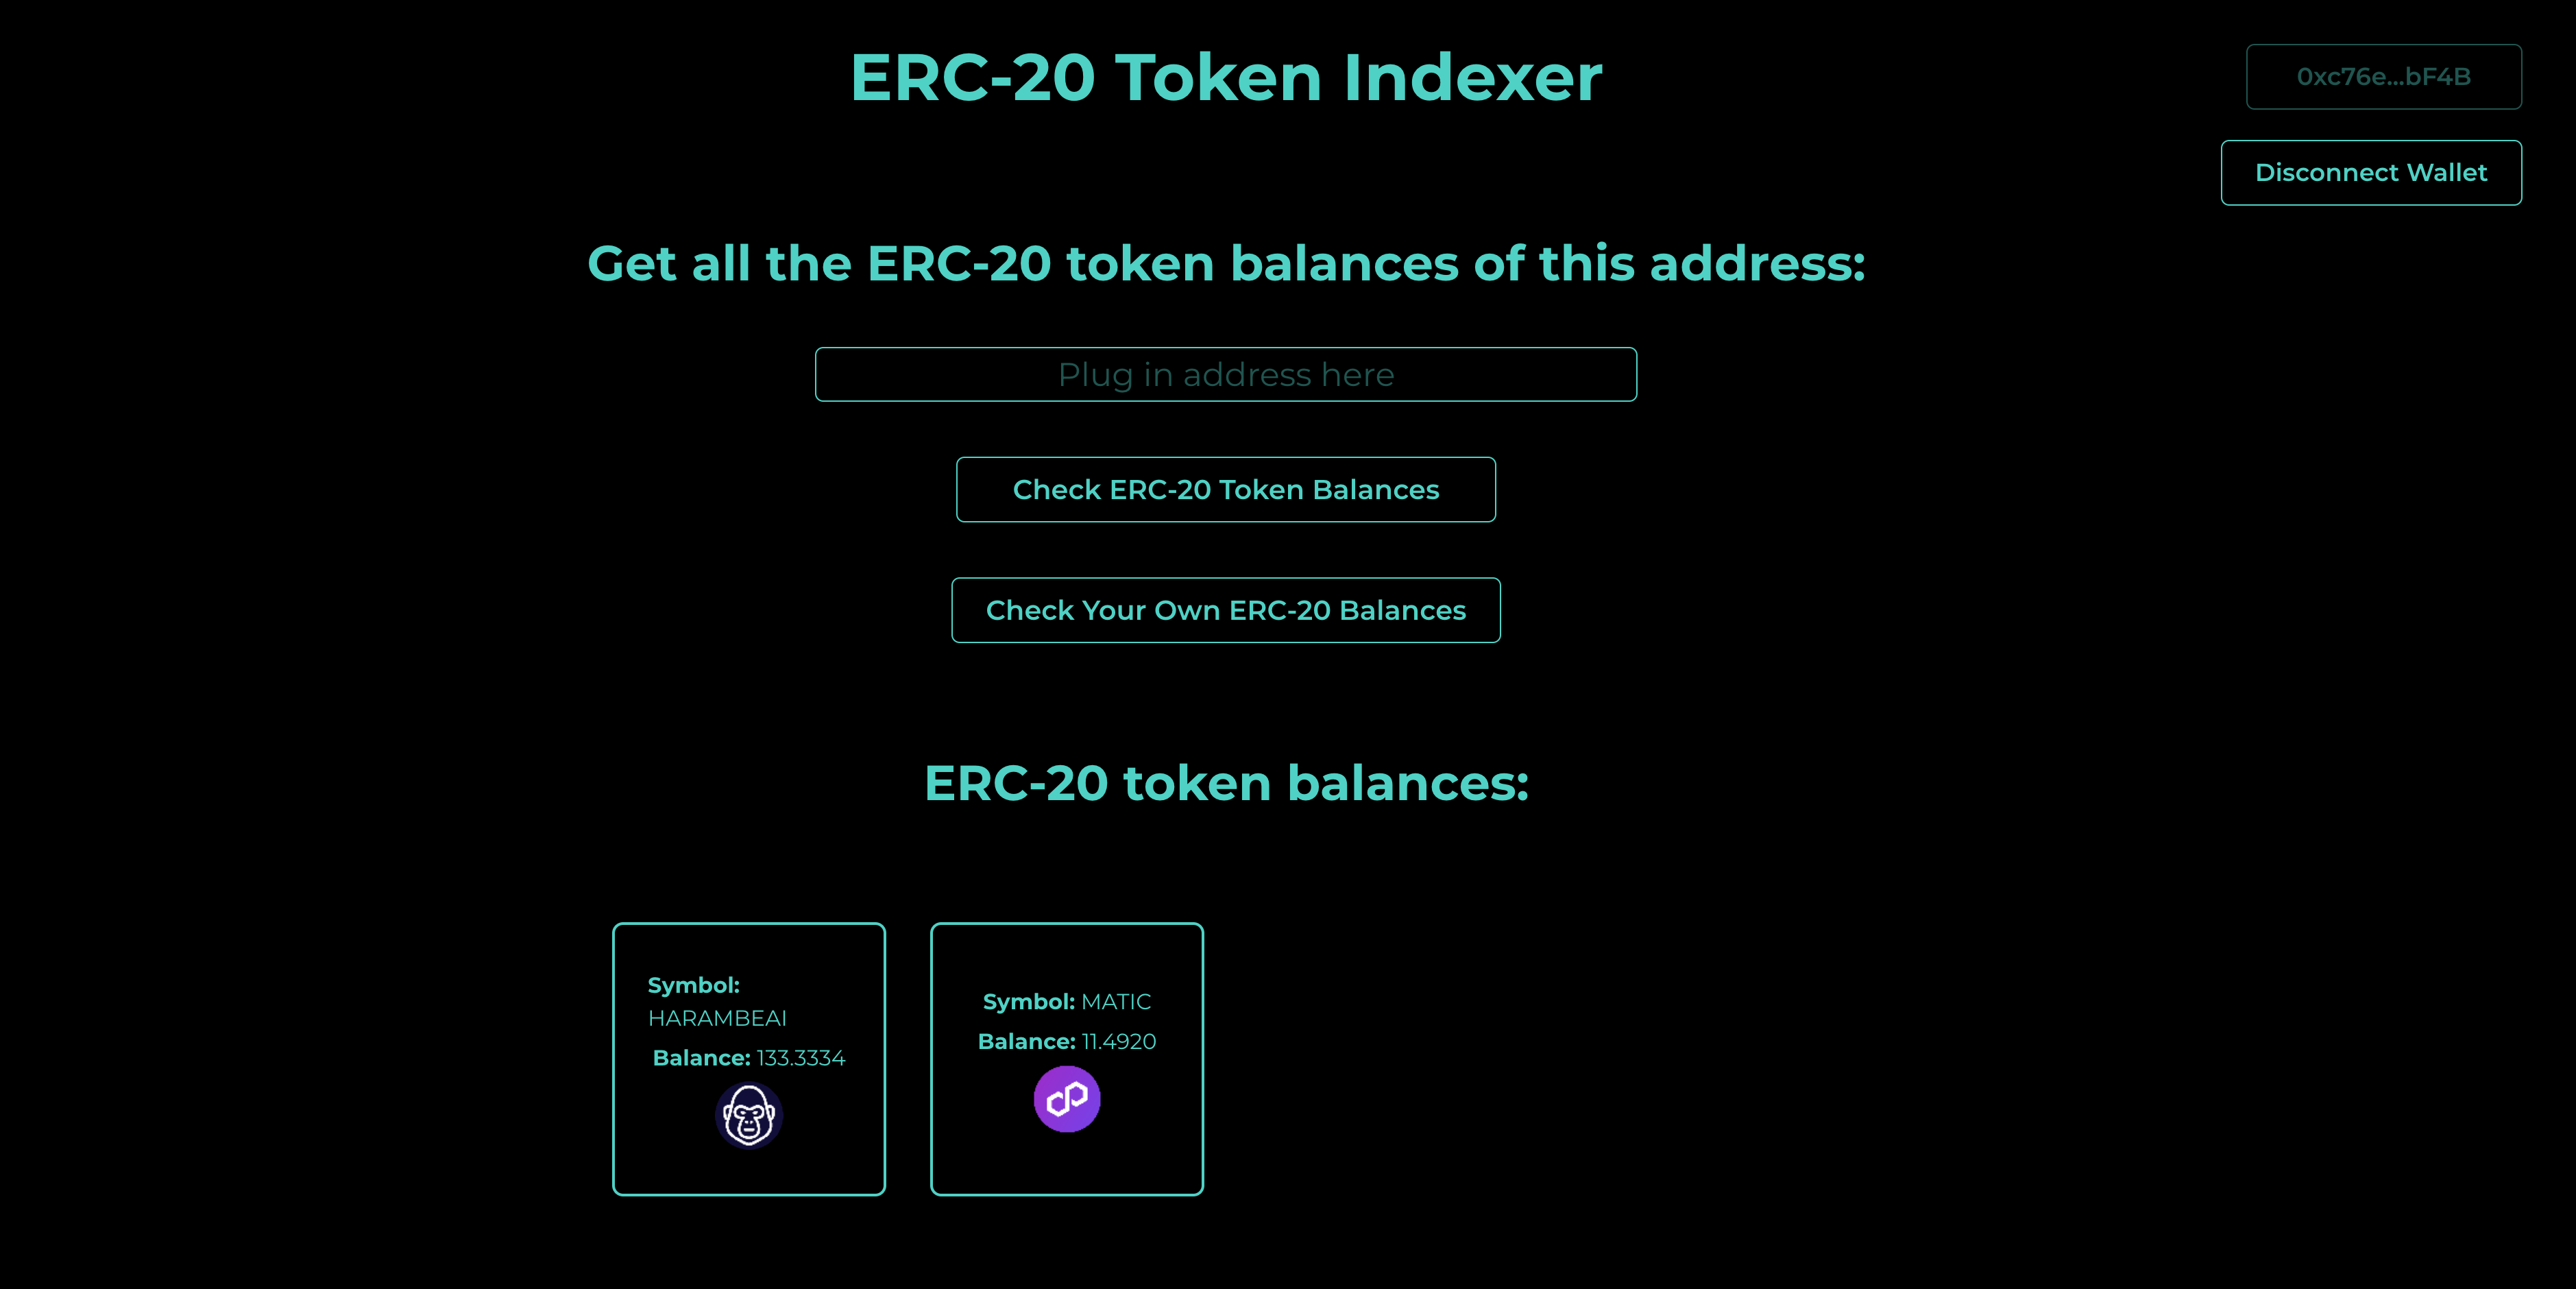 ERC-20 Token Indexer
0xc76e...bF4B
Disconnect Wallet
Get all the ERC-20 token balances of this address:
Plug in address here
Check ERC-20 Token Balances
Check Your Own ERC-20 Balances
ERC-20 token balances:
Symbol:
HARAMBEAI
Balance: 133.3334
Symbol: MATIC
Balance: 11.4920